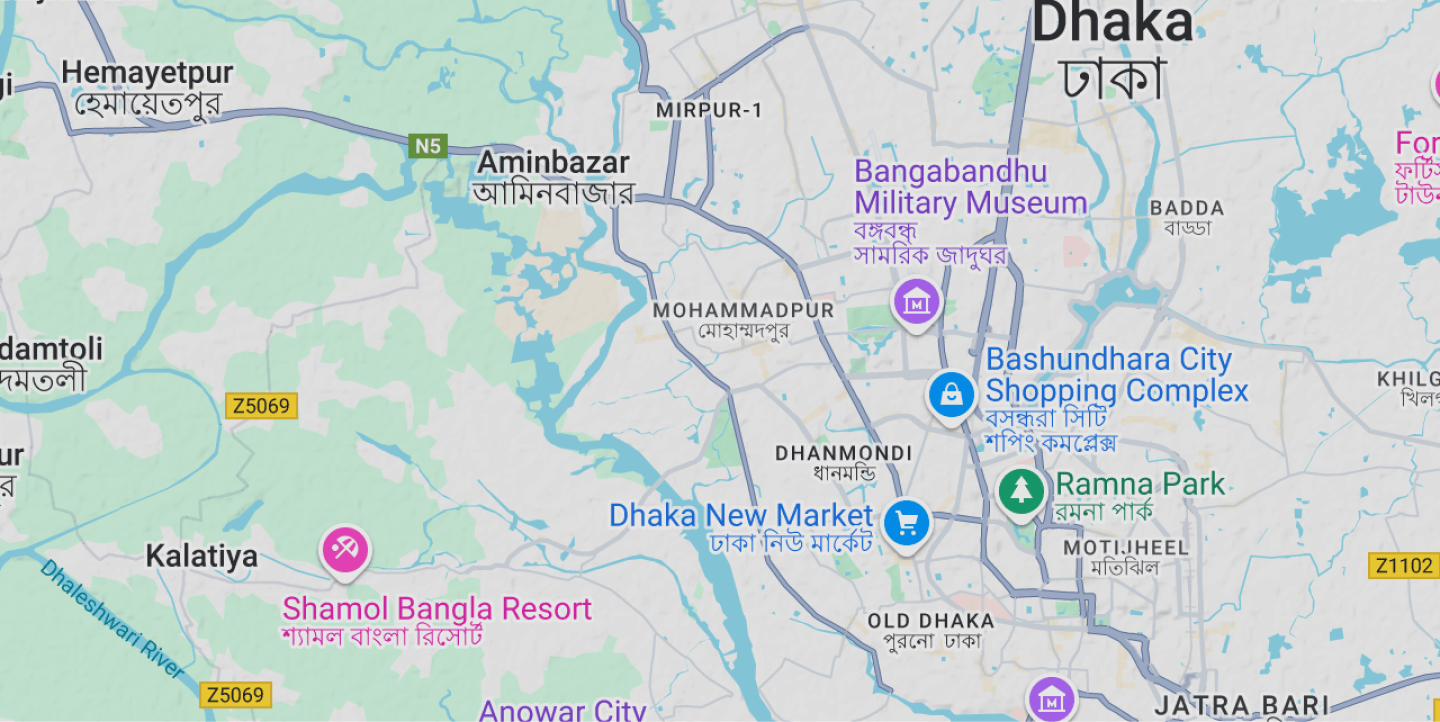 Dhaka
ঢাকা
Hemayetpur
হেমায়েতপুর
gi
MIRPUR-1
N5
Aminbazar
আমিনবাজার
Bangabandhu
Military Museum
বঙ্গবন্ধু
সামরিক জাদুঘর
BADDA
বাড্ডা
For
ফর্টিস
টাউন
MOHAMMADPUR
মোহাম্মদপুর
damtoli
দমতলী
Z5069
Bashundhara City
Shopping Complex
বসুন্ধরা সিটি
শপিং কমপ্লেক্স
KHILG
খিলগ
ur
র
DHANMONDI
ধানমন্ডি
Ramna Park
রমনা পার্ক
Dhaka New Market
ঢাকা নিউ মার্কেট
MOTIJHEEL
মতিঝিল
Z1102
Kalatiya
Dhaleshwari River
Shamol Bangla Resort
শ্যামল বাংলা রিসোর্ট
OLD DHAKA
পুরনো ঢাকা
Z5069
Anowar City
JATRA BARI